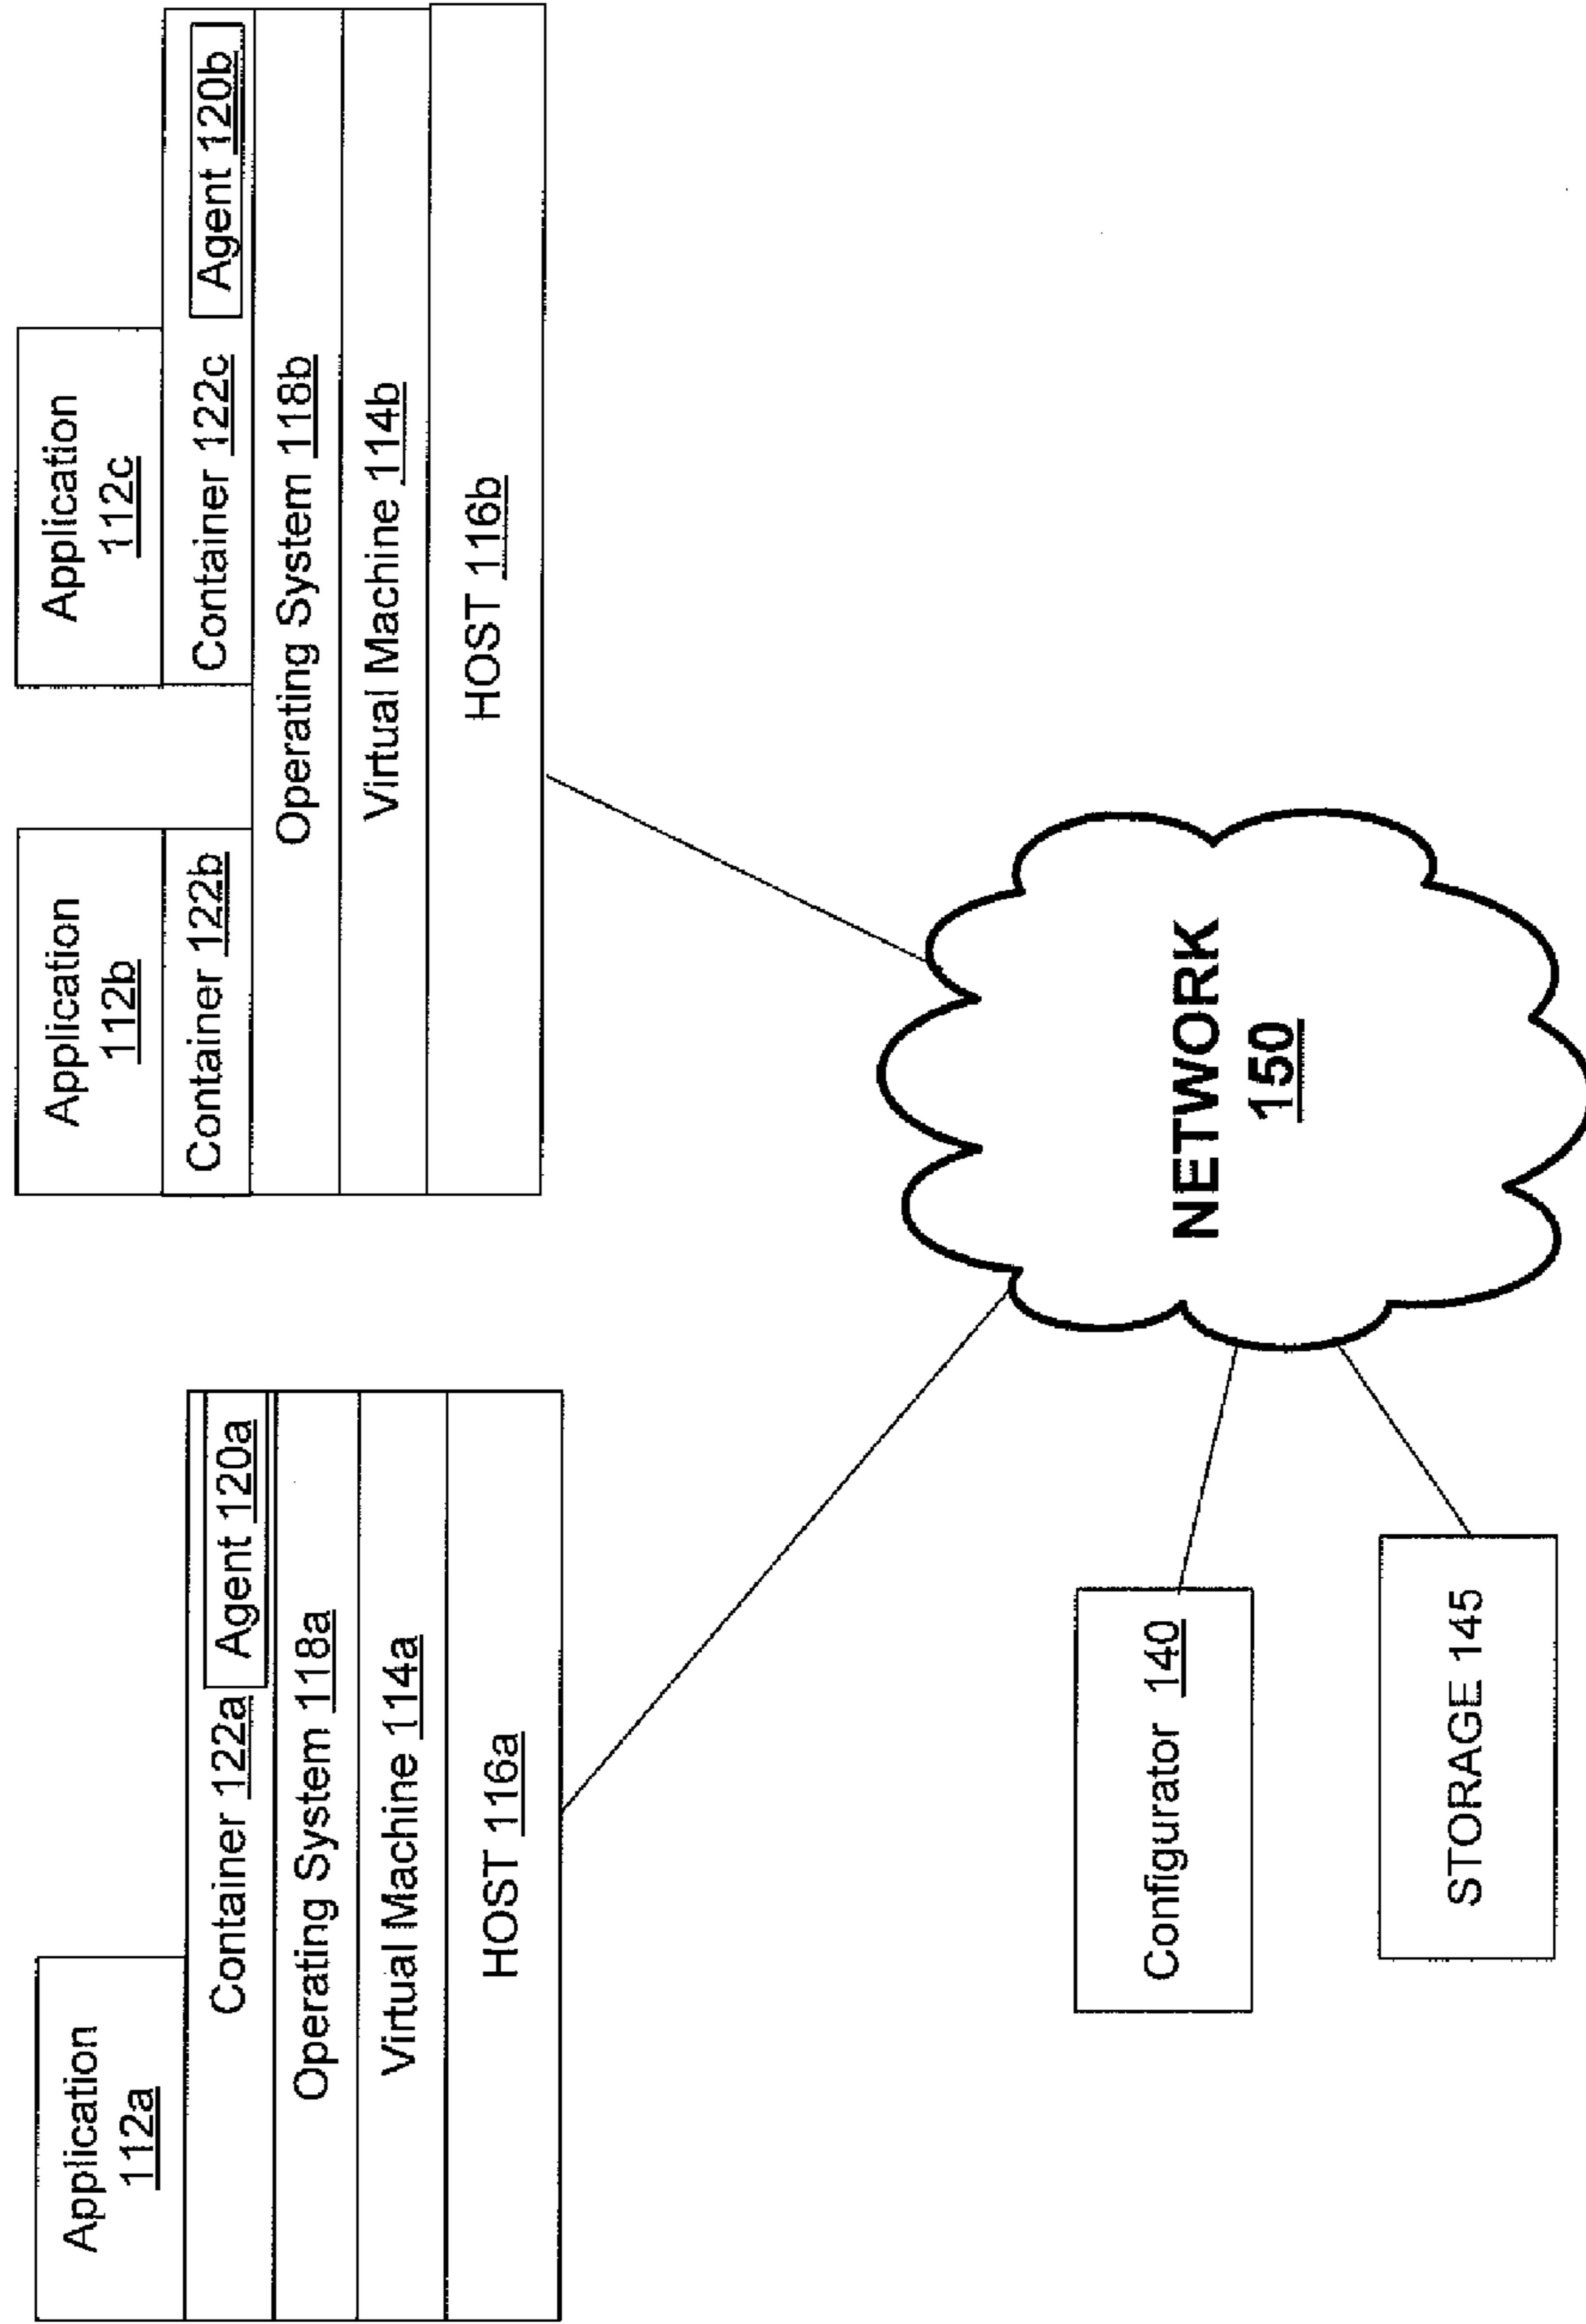 Application
112a
Container 122a
Agent 120a
Operating System 118a
Virtual Machine 114a
HOST 116a
Application
112b
Application
112c
Container 122b
Container 122c
Agent 120b
Operating System 118b
Virtual Machine 114b
HOST 116b
Configurator 140
STORAGE 145
NETWORK
150